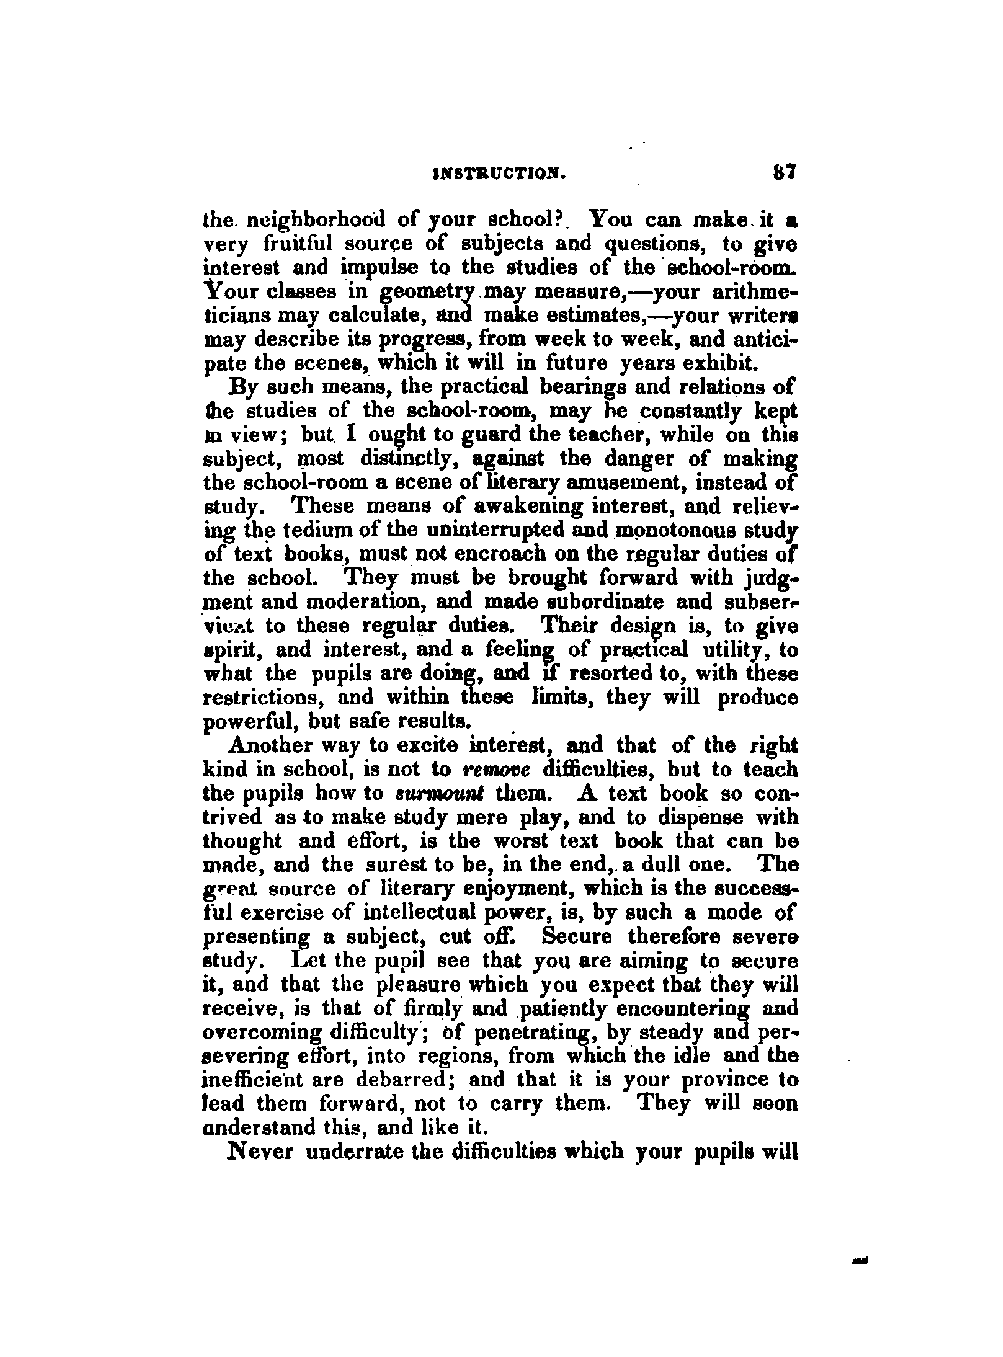 INSTRUCTION. 87
the neighborhood of your school? You can make it a
very fruitful source of subjects and questions, to give
interest and impulse to the studies of the school-room.
Your classes in geometry may measure,—your arithme-
ticians may calculate, and make estimates,—your writers
may describe its progress, from week to week, and antici-
pate the scenes, which it will in future years exhibit.
By such means, the practical bearings and relations of
the studies of the school-room, may be constantly kept
in view; but I ought to guard the teacher, while on this
subject, most distinctly, against the danger of making
the school-room a scene of literary amusement, instead of
study. These means of awakening interest, and reliev-
ing the tedium of the uninterrupted and monotonous study
of text books, must not encroach on the regular duties of
the school. They must be brought forward with judg-
ment and moderation, and made subordinate and subser-
vient to these regular duties. Their design is, to give
spirit, and interest, and a feeling of practical utility, to
what the pupils are doing, and if resorted to, with these
restrictions, and within these limits, they will produce
powerful, but safe results.
Another way to excite interest, and that of the right
kind in school, is not to remove difficulties, but to teach
the pupils how to surmount them. A text book so con-
trived as to make study mere play, and to dispense with
thought and effort, is the worst text book that can be
made, and the surest to be, in the end, a dull one. The
great source of literary enjoyment, which is the success-
ful exercise of intellectual power, is, by such a mode of
presenting a subject, cut off. Secure therefore severe
study. Let the pupil see that you are aiming to secure
it, and that the pleasure which you expect that they will
receive, is that of firmly and patiently encountering and
overcoming difficulty; of penetrating, by steady and per-
severing effort, into regions, from which the idle and the
inefficient are debarred; and that it is your province to
lead them forward, not to carry them. They will soon
understand this, and like it.
Never underrate the difficulties which your pupils will